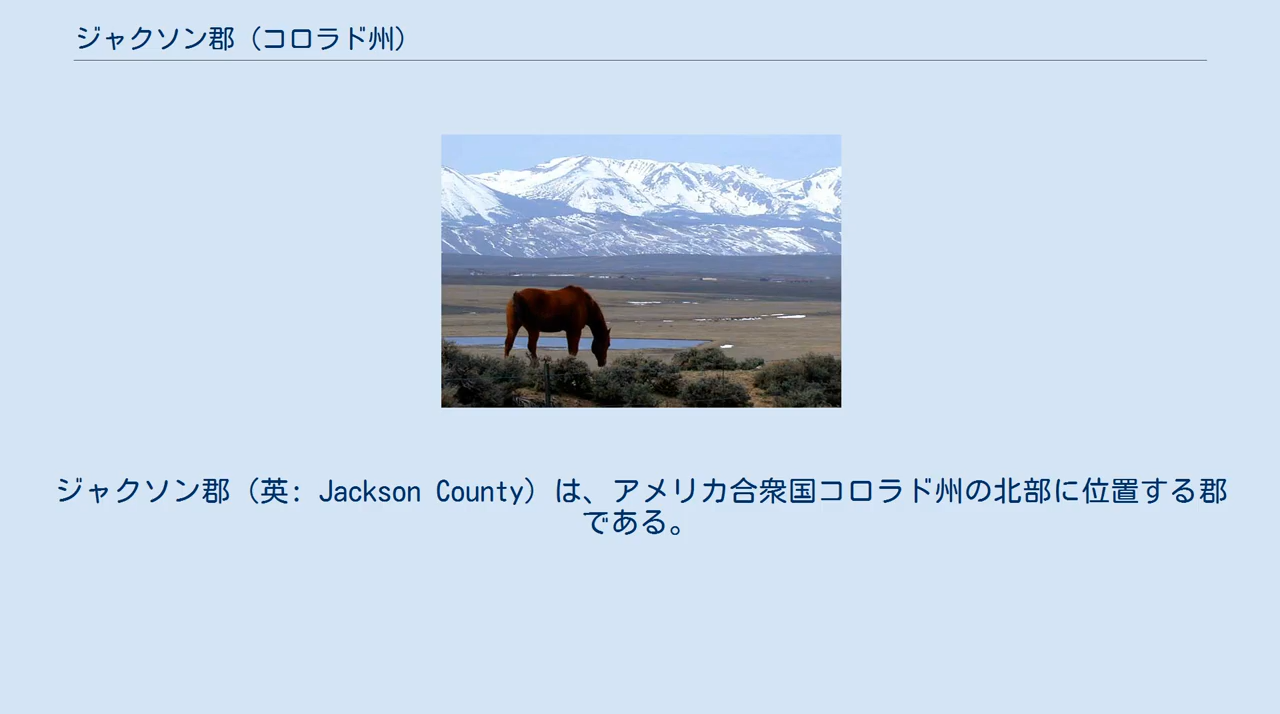 ジャクソン郡（コロラド州）
ジャクソン郡（英: Jackson County）は、アメリカ合衆国コロラド州の北部に位置する郡
である。